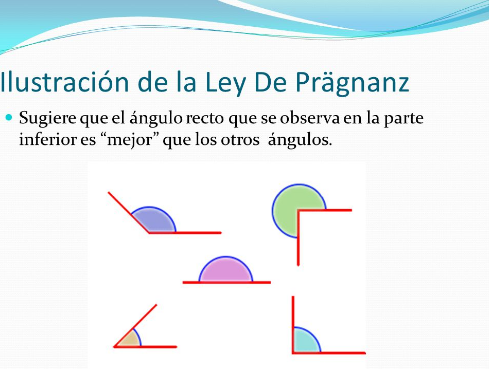 Ilustración de la Ley De Prägnanz
Sugiere que el ángulo recto que se observa en la parte
inferior es “mejor” que los otros ángulos.